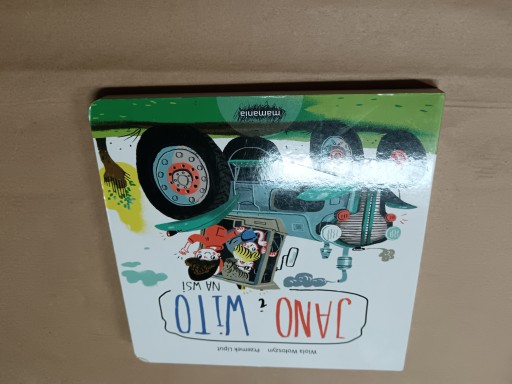 Wiola Wołoszyn Przemek Liput
JANO i WITO
NA WSI
mamania